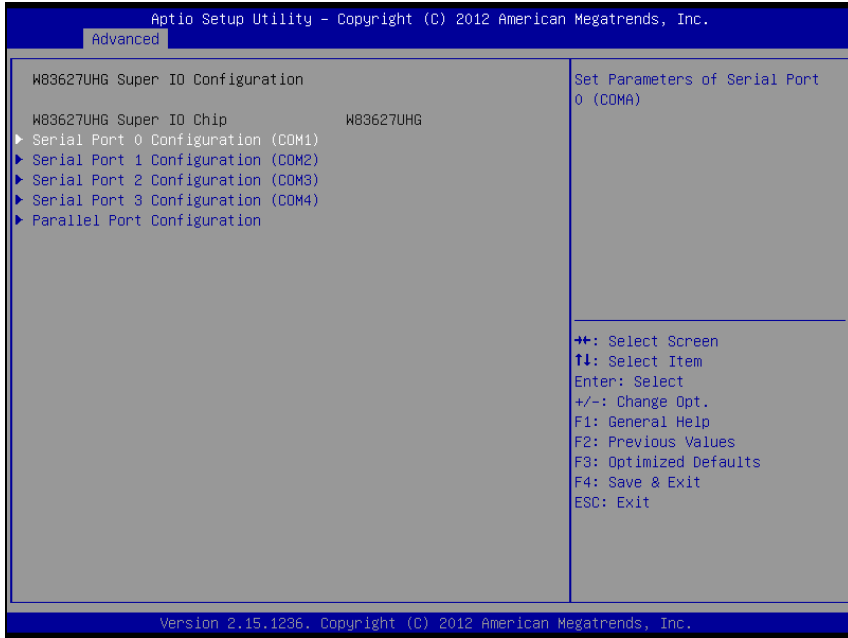 Aptio Setup Utility – Copyright (C) 2012 American Megatrends, Inc.
Advanced
W83627UHG Super IO Configuration
W83627UHG Super IO Chip W83627UHG
▶ Serial Port 0 Configuration (COM1)
▶ Serial Port 1 Configuration (COM2)
▶ Serial Port 2 Configuration (COM3)
▶ Serial Port 3 Configuration (COM4)
▶ Parallel Port Configuration
Set Parameters of Serial Port
0 (COMA)
→←: Select Screen
↑↓: Select Item
Enter: Select
+/-: Change Opt.
F1: General Help
F2: Previous Values
F3: Optimized Defaults
F4: Save & Exit
ESC: Exit
Version 2.15.1236. Copyright (C) 2012 American Megatrends, Inc.